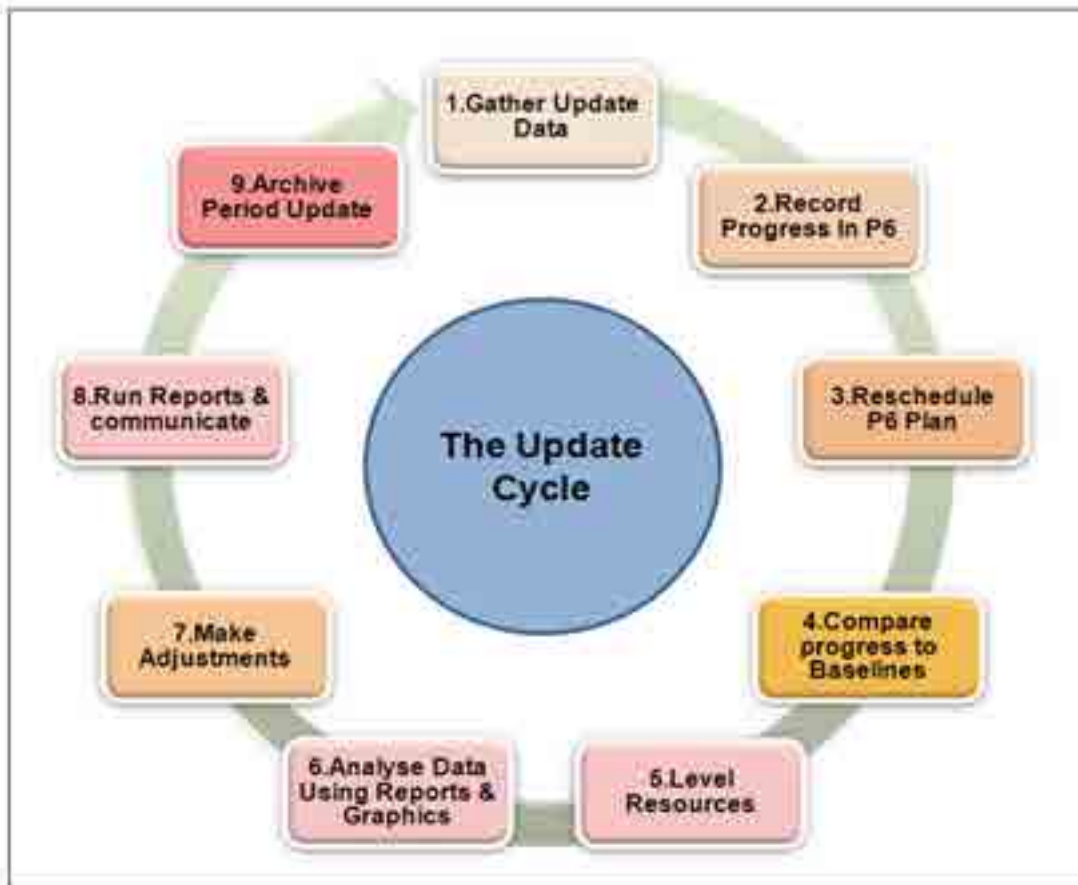 1.Gather Update
Data
2.Record
Progress In P6
3.Reschedule
P6 Plan
4.Compare
progress to
Baselines
5.Level
Resources
6.Analyse Data
Using Reports &
Graphics
7.Make
Adjustments
8.Run Reports &
communicate
9.Archive
Period Update
The Update
Cycle